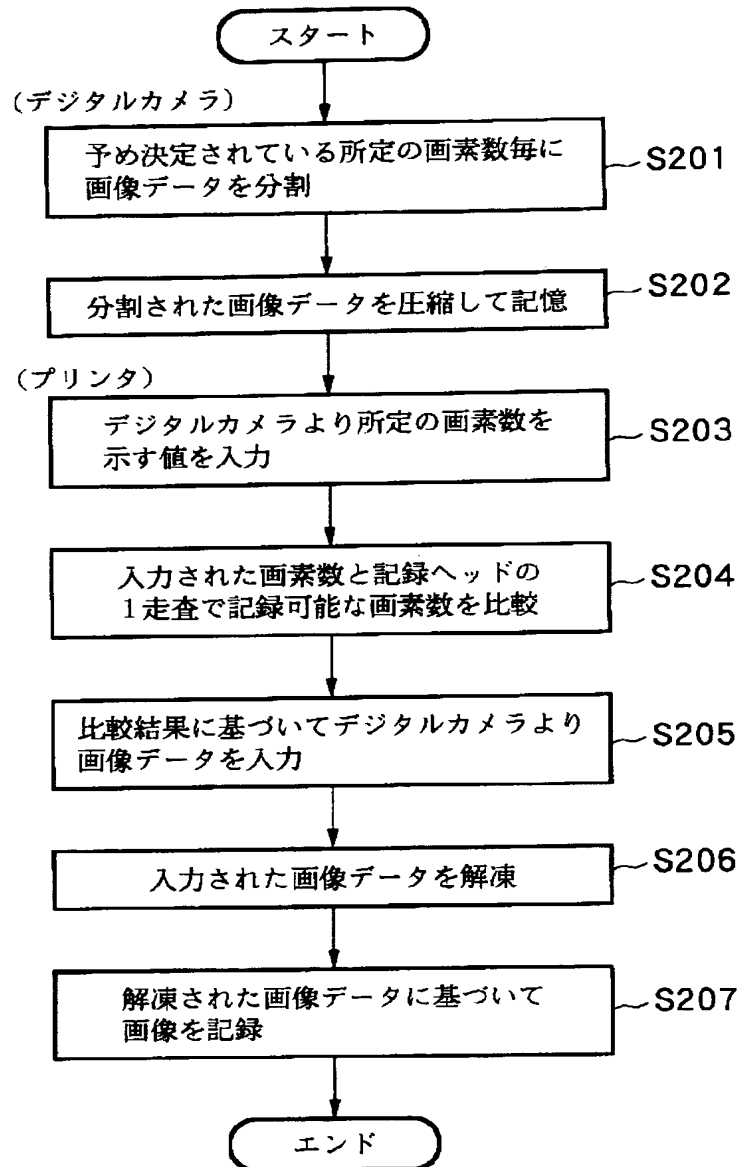 スタート
(デジタルカメラ)
予め決定されている所定の画素数毎に
画像データを分割
S201
分割された画像データを圧縮して記憶
S202
(プリンタ)
デジタルカメラより所定の画素数を
示す値を入力
S203
入力された画素数と記録ヘッドの
1走査で記録可能な画素数を比較
S204
比較結果に基づいてデジタルカメラより
画像データを入力
S205
入力された画像データを解凍
S206
解凍された画像データに基づいて
画像を記録
S207
エンド